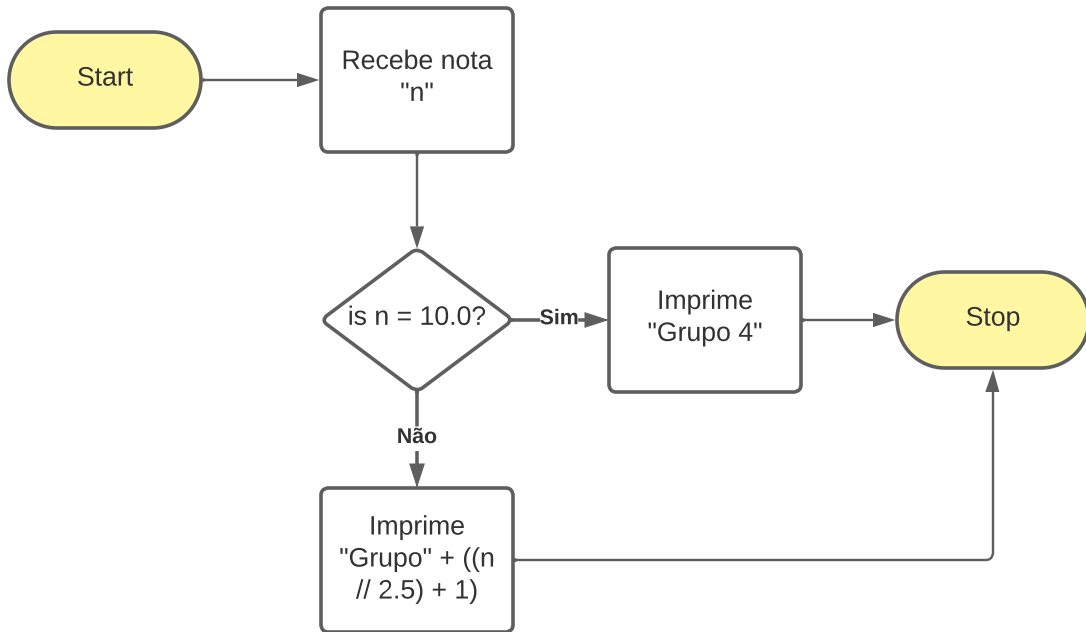 Start
Recebe nota
"n"
is n = 10.0?
Sim
Imprime
"Grupo 4"
Stop
Não
Imprime
"Grupo" + ((n
// 2.5) + 1)